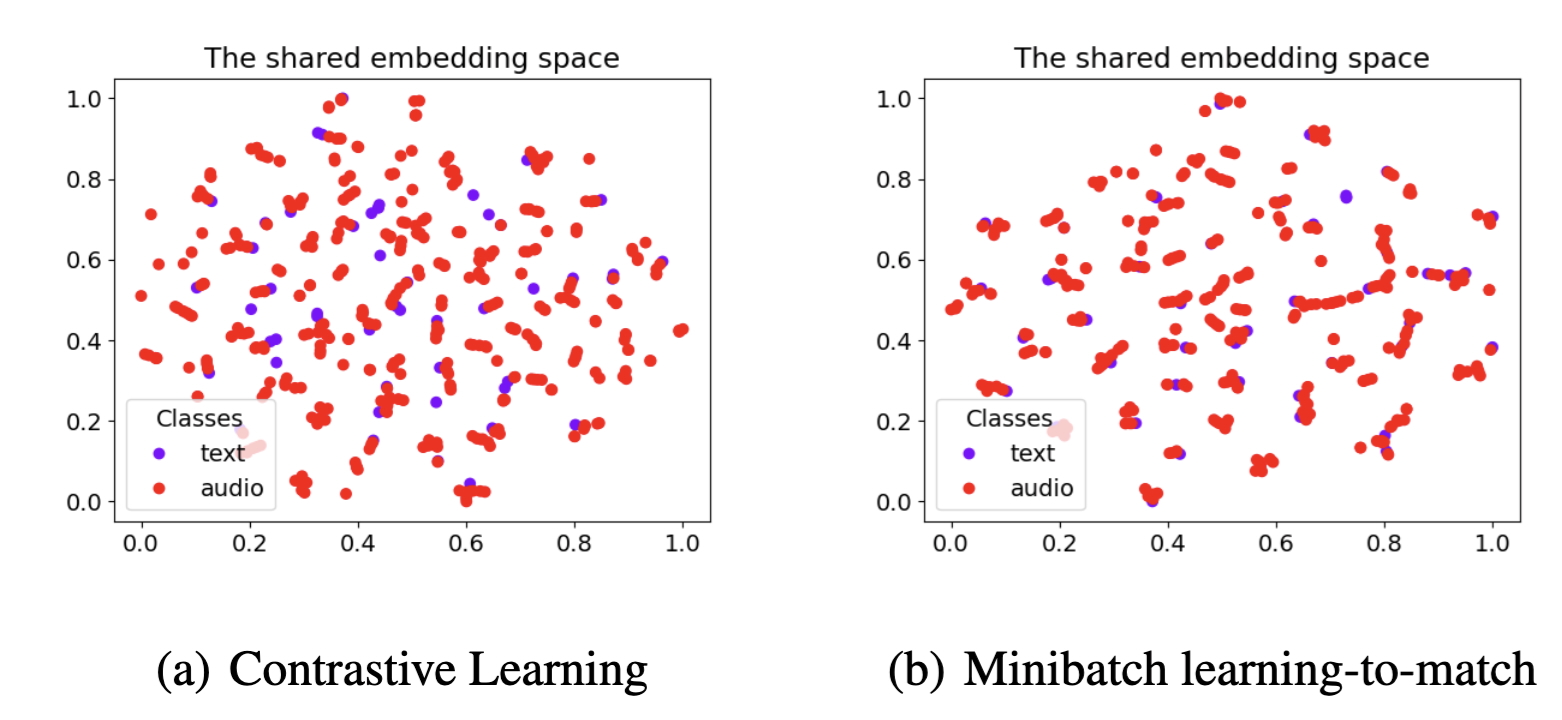 The shared embedding space
1.0
0.8
0.6
0.4
0.2
0.0
Classes
text
audio
0.0 0.2 0.4 0.6 0.8 1.0
(a) Contrastive Learning
The shared embedding space
1.0
0.8
0.6
0.4
0.2
0.0
Classes
text
audio
0.0 0.2 0.4 0.6 0.8 1.0
(b) Minibatch learning-to-match